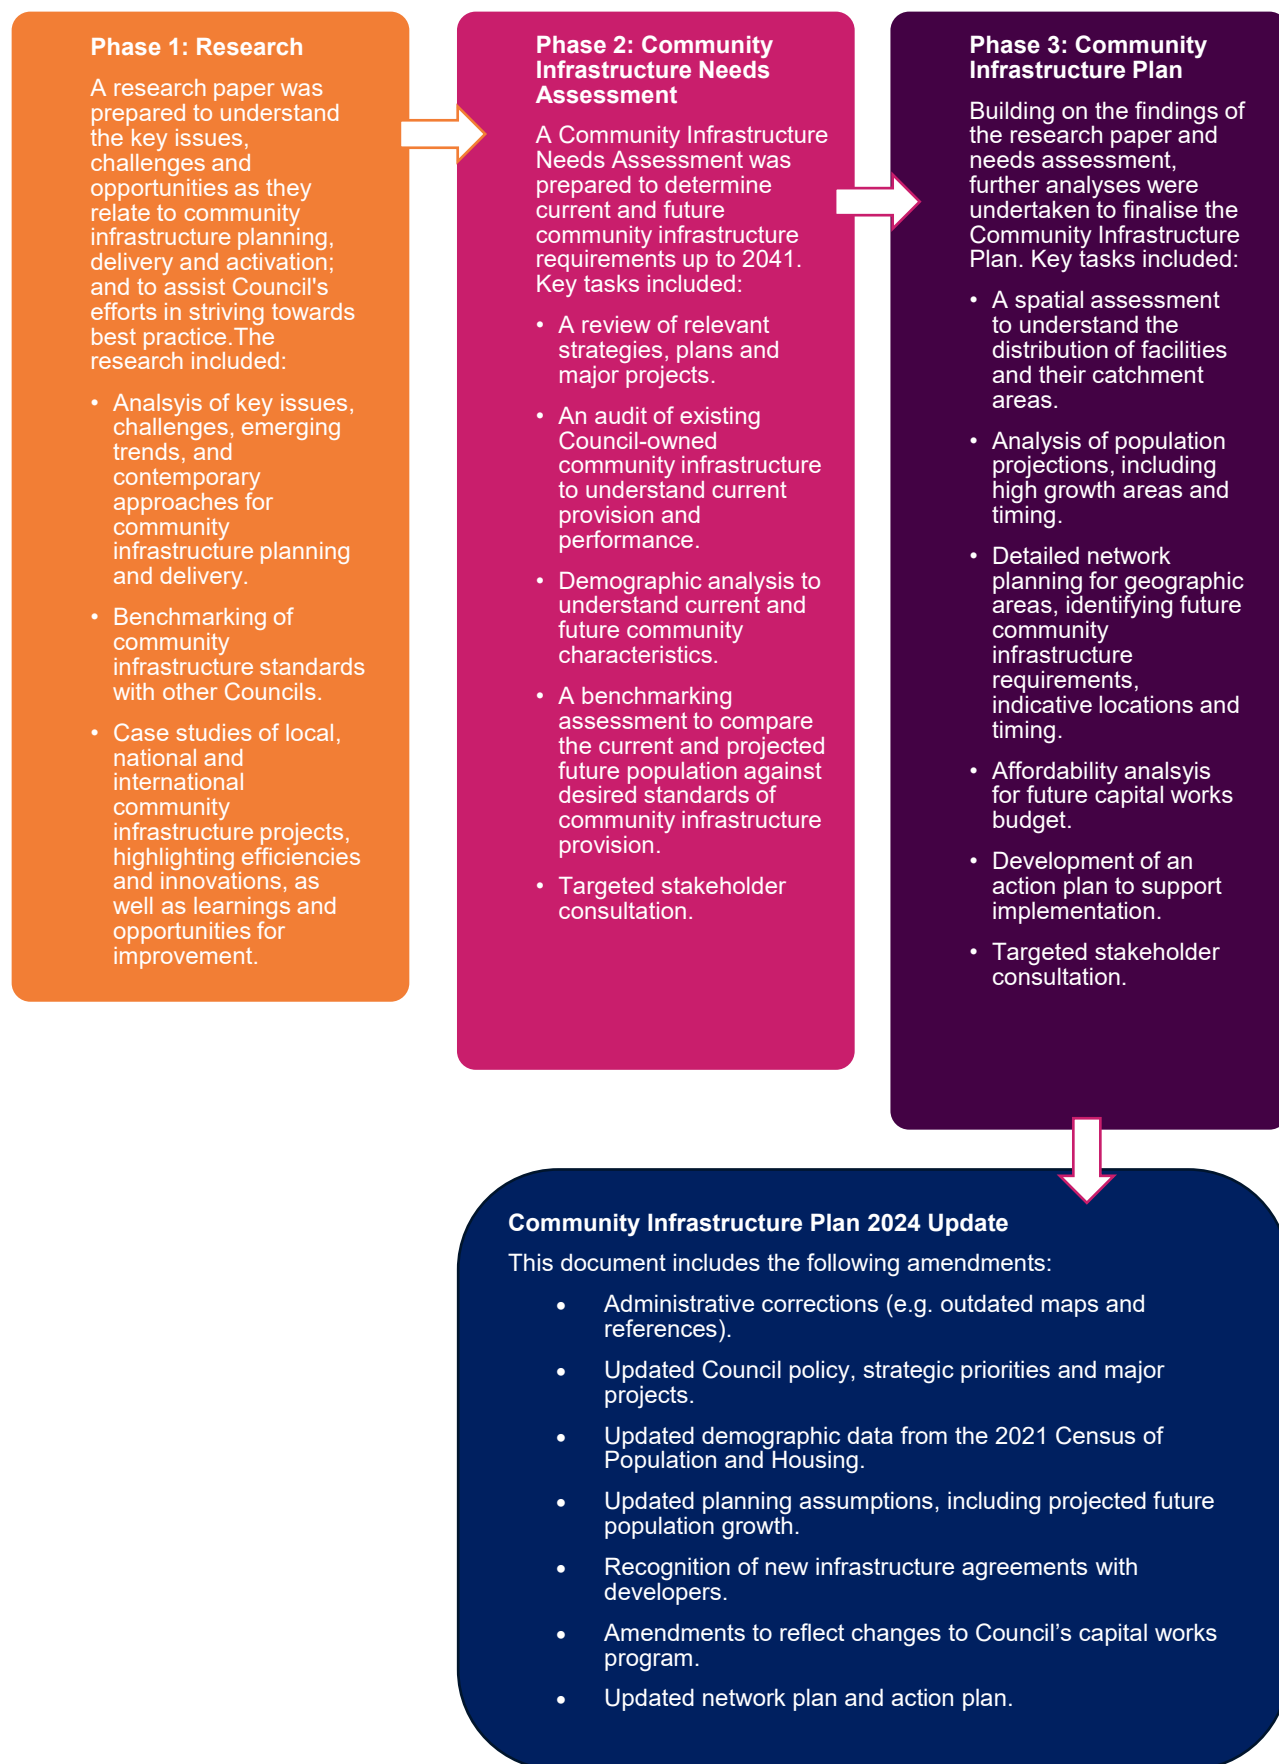 Phase 1: Research
A research paper was
prepared to understand
the key issues,
challenges and
opportunities as they
relate to community
infrastructure planning,
delivery and activation;
and to assist Council's
efforts in striving towards
best practice.The
research included:
• Analsyis of key issues,
challenges, emerging
trends, and
contemporary
approaches for
community
infrastructure planning
and delivery.
• Benchmarking of
community
infrastructure standards
with other Councils.
• Case studies of local,
national and
international
community
infrastructure projects,
highlighting efficiencies
and innovations, as
well as learnings and
opportunities for
improvement.
Phase 2: Community
Infrastructure Needs
Assessment
A Community Infrastructure
Needs Assessment was
prepared to determine
current and future
community infrastructure
requirements up to 2041.
Key tasks included:
• A review of relevant
strategies, plans and
major projects.
• An audit of existing
Council-owned
community infrastructure
to understand current
provision and
performance.
• Demographic analysis to
understand current and
future community
characteristics.
• A benchmarking
assessment to compare
the current and projected
future population against
desired standards of
community infrastructure
provision.
• Targeted stakeholder
consultation.
Phase 3: Community
Infrastructure Plan
Building on the findings of
the research paper and
needs assessment,
further analyses were
undertaken to finalise the
Community Infrastructure
Plan. Key tasks included:
• A spatial assessment
to understand the
distribution of facilities
and their catchment
areas.
• Analysis of population
projections, including
high growth areas and
timing.
• Detailed network
planning for geographic
areas, identifying future
community
infrastructure
requirements,
indicative locations and
timing.
• Affordability analsyis
for future capital works
budget.
• Development of an
action plan to support
implementation.
• Targeted stakeholder
consultation.
Community Infrastructure Plan 2024 Update
This document includes the following amendments:
• Administrative corrections (e.g. outdated maps and
references).
• Updated Council policy, strategic priorities and major
projects.
• Updated demographic data from the 2021 Census of
Population and Housing.
• Updated planning assumptions, including projected future
population growth.
• Recognition of new infrastructure agreements with
developers.
• Amendments to reflect changes to Council’s capital works
program.
• Updated network plan and action plan.